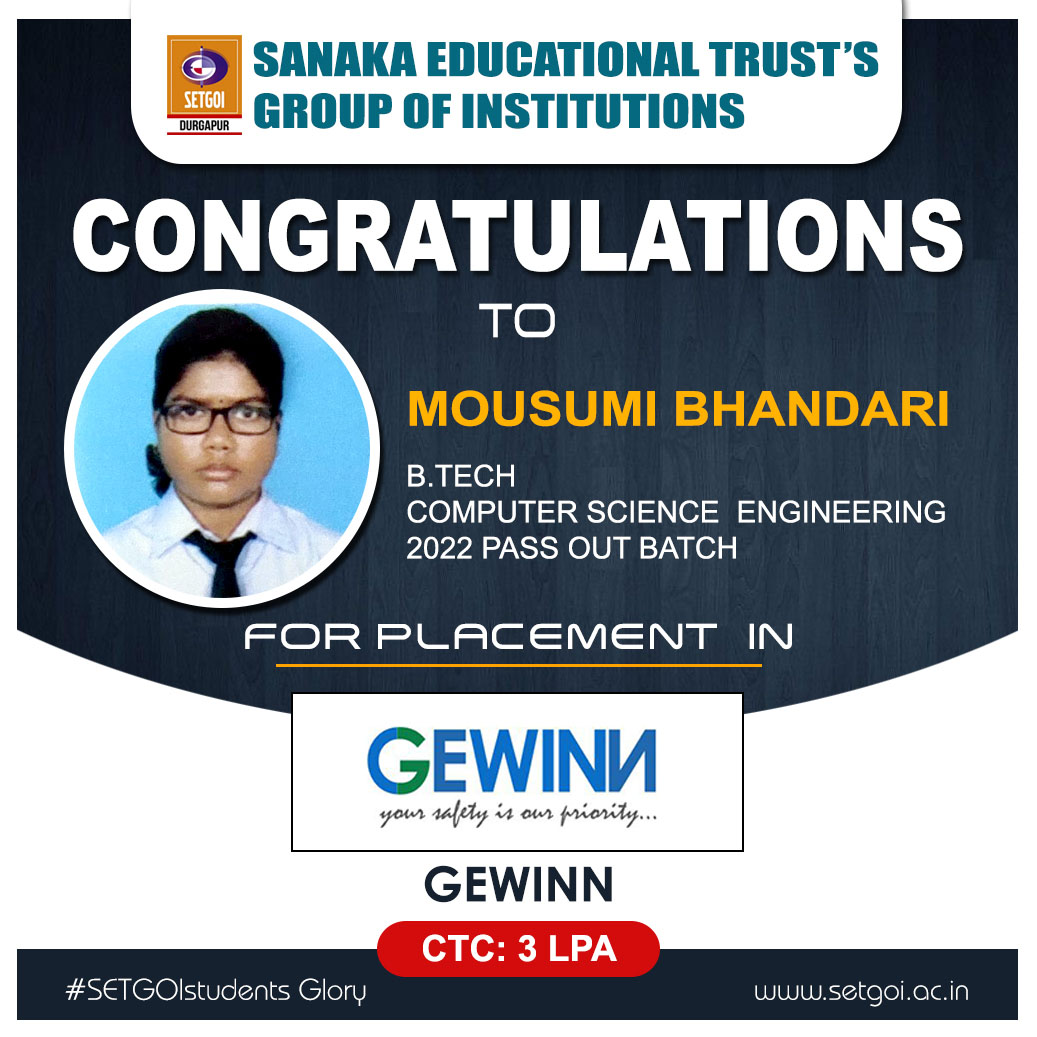 SETGOI
DURGAPUR
SANAKA EDUCATIONAL TRUST'S
GROUP OF INSTITUTIONS
CONGRATULATIONS
TO
MOUSUMI BHANDARI
B.TECH
COMPUTER SCIENCE ENGINEERING
2022 PASS OUT BATCH
FOR PLACEMENT IN
GEWINN
your safety is our priority...
GEWINN
CTC: 3 LPA
#SETGOIstudents Glory
www.setgoi.ac.in